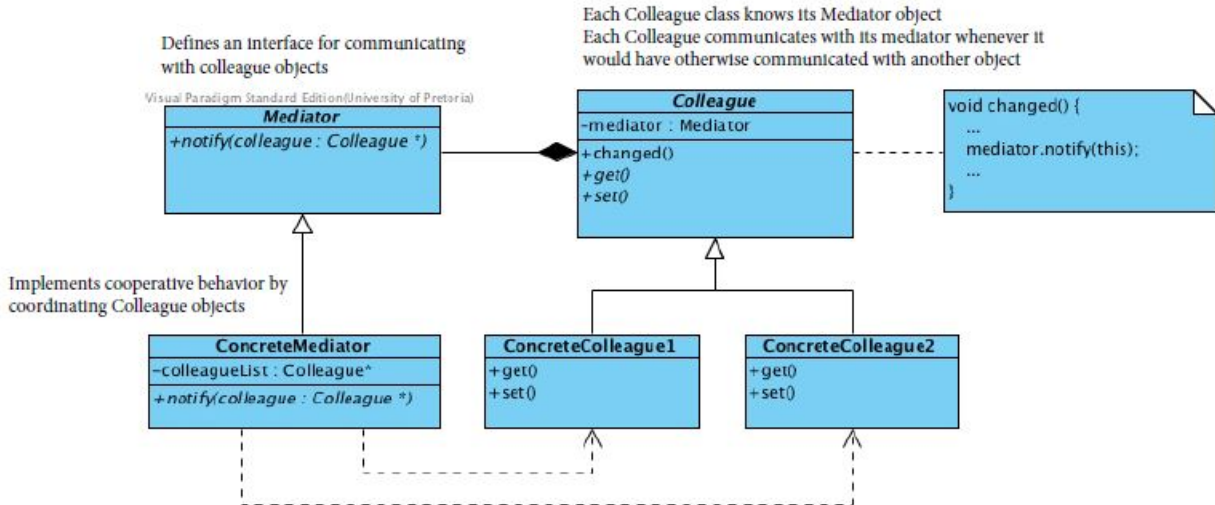 Each Colleague class knows its Mediator object
Each Colleague communicates with its mediator whenever it
would have otherwise communicated with another object
Defines an interface for communicating
with colleague objects
Visual Paradigm Standard Edition(University of Pretoria)
Mediator
+notify(colleague : Colleague *)
Colleague
-mediator : Mediator
+changed()
+get()
+set()
void changed() {
...
mediator.notify(this);
...
}
Implements cooperative behavior by
coordinating Colleague objects
ConcreteMediator
-colleagueList : Colleague*
+notify(colleague : Colleague *)
ConcreteColleague1
+get()
+set()
ConcreteColleague2
+get()
+set()